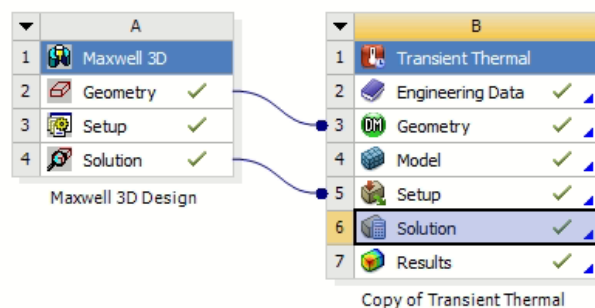 A
1 Maxwell 3D
2 Geometry
3 Setup
4 Solution
Maxwell 3D Design
B
1 Transient Thermal
2 Engineering Data
3 DM Geometry
4 Model
5 Setup
6 Solution
7 Results
Copy of Transient Thermal